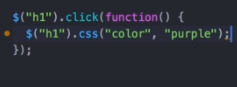 $("h1").click(function() {
  $("h1").css("color", "purple");
});